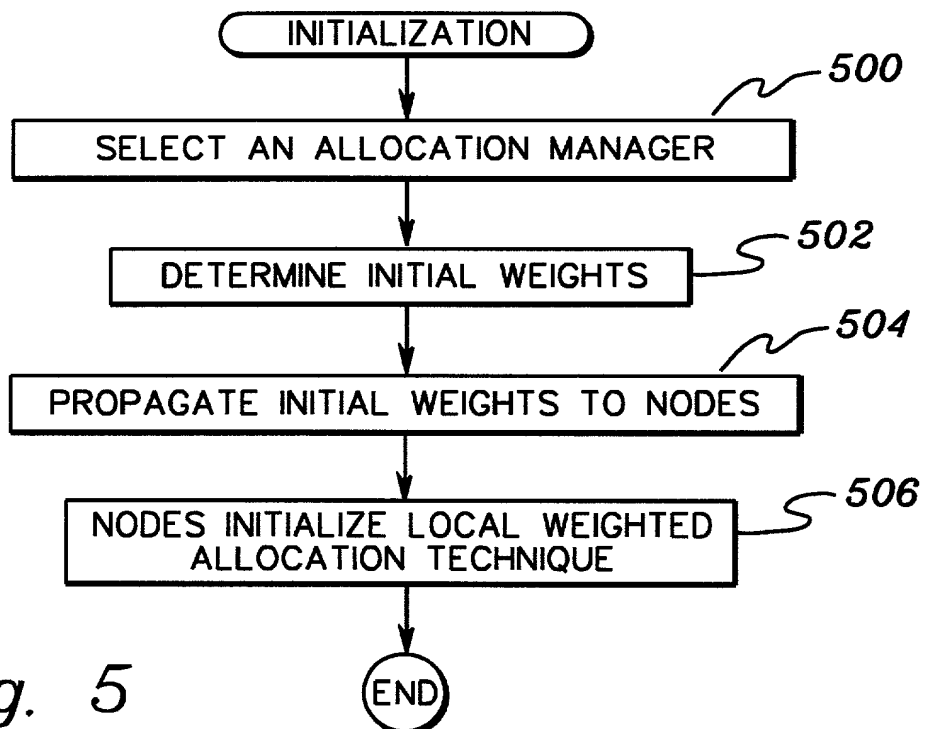 INITIALIZATION
500
SELECT AN ALLOCATION MANAGER
502
DETERMINE INITIAL WEIGHTS
504
PROPAGATE INITIAL WEIGHTS TO NODES
506
NODES INITIALIZE LOCAL WEIGHTED
ALLOCATION TECHNIQUE
END
g. 5